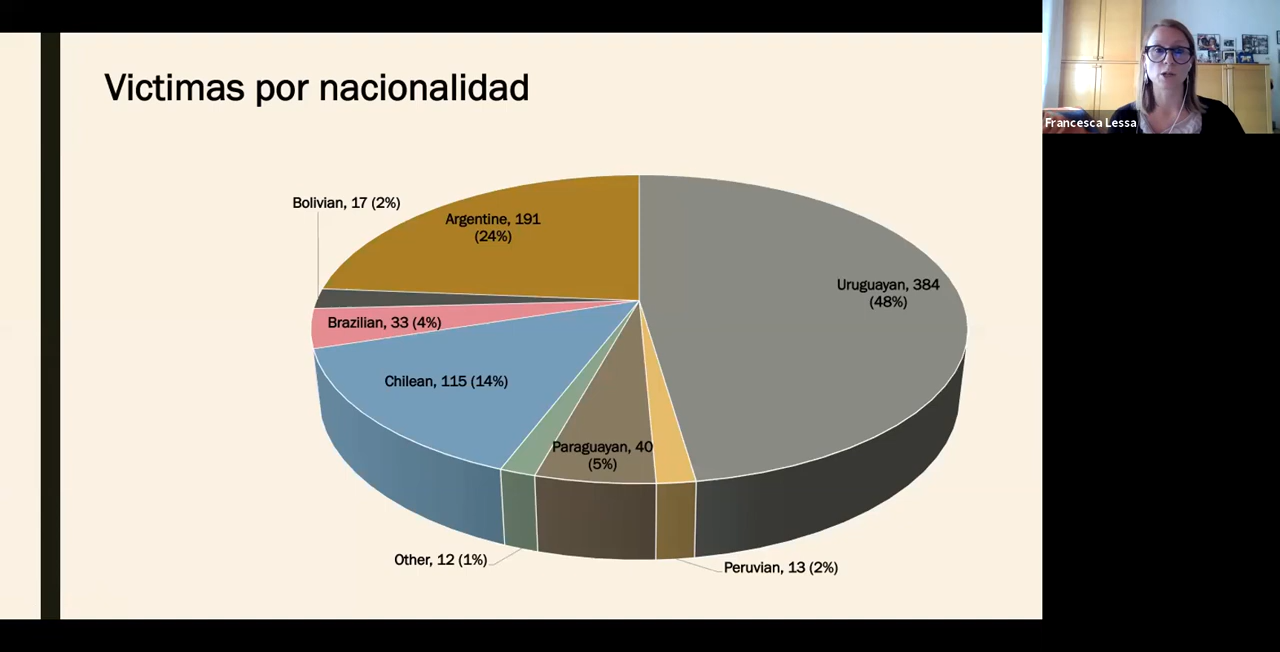 Victimas por nacionalidad
Francesca Lessa
Bolivian, 17 (2%)
Argentine, 191
(24%)
Uruguayan, 384
(48%)
Brazilian, 33 (4%)
Chilean, 115 (14%)
Paraguayan, 40
(5%)
Other, 12 (1%)
Peruvian, 13 (2%)